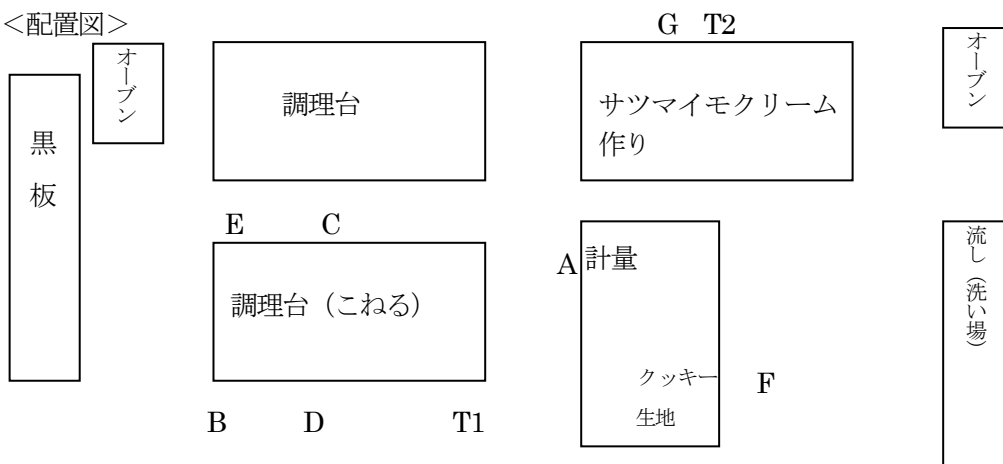 ＜配置図＞
G T2
オーブン
オーブン
調理台
サツマイモクリーム
作り
黒
板
E C
A
計量
流し（洗い場）
調理台（こねる）
クッキー
生地
F
B D T1